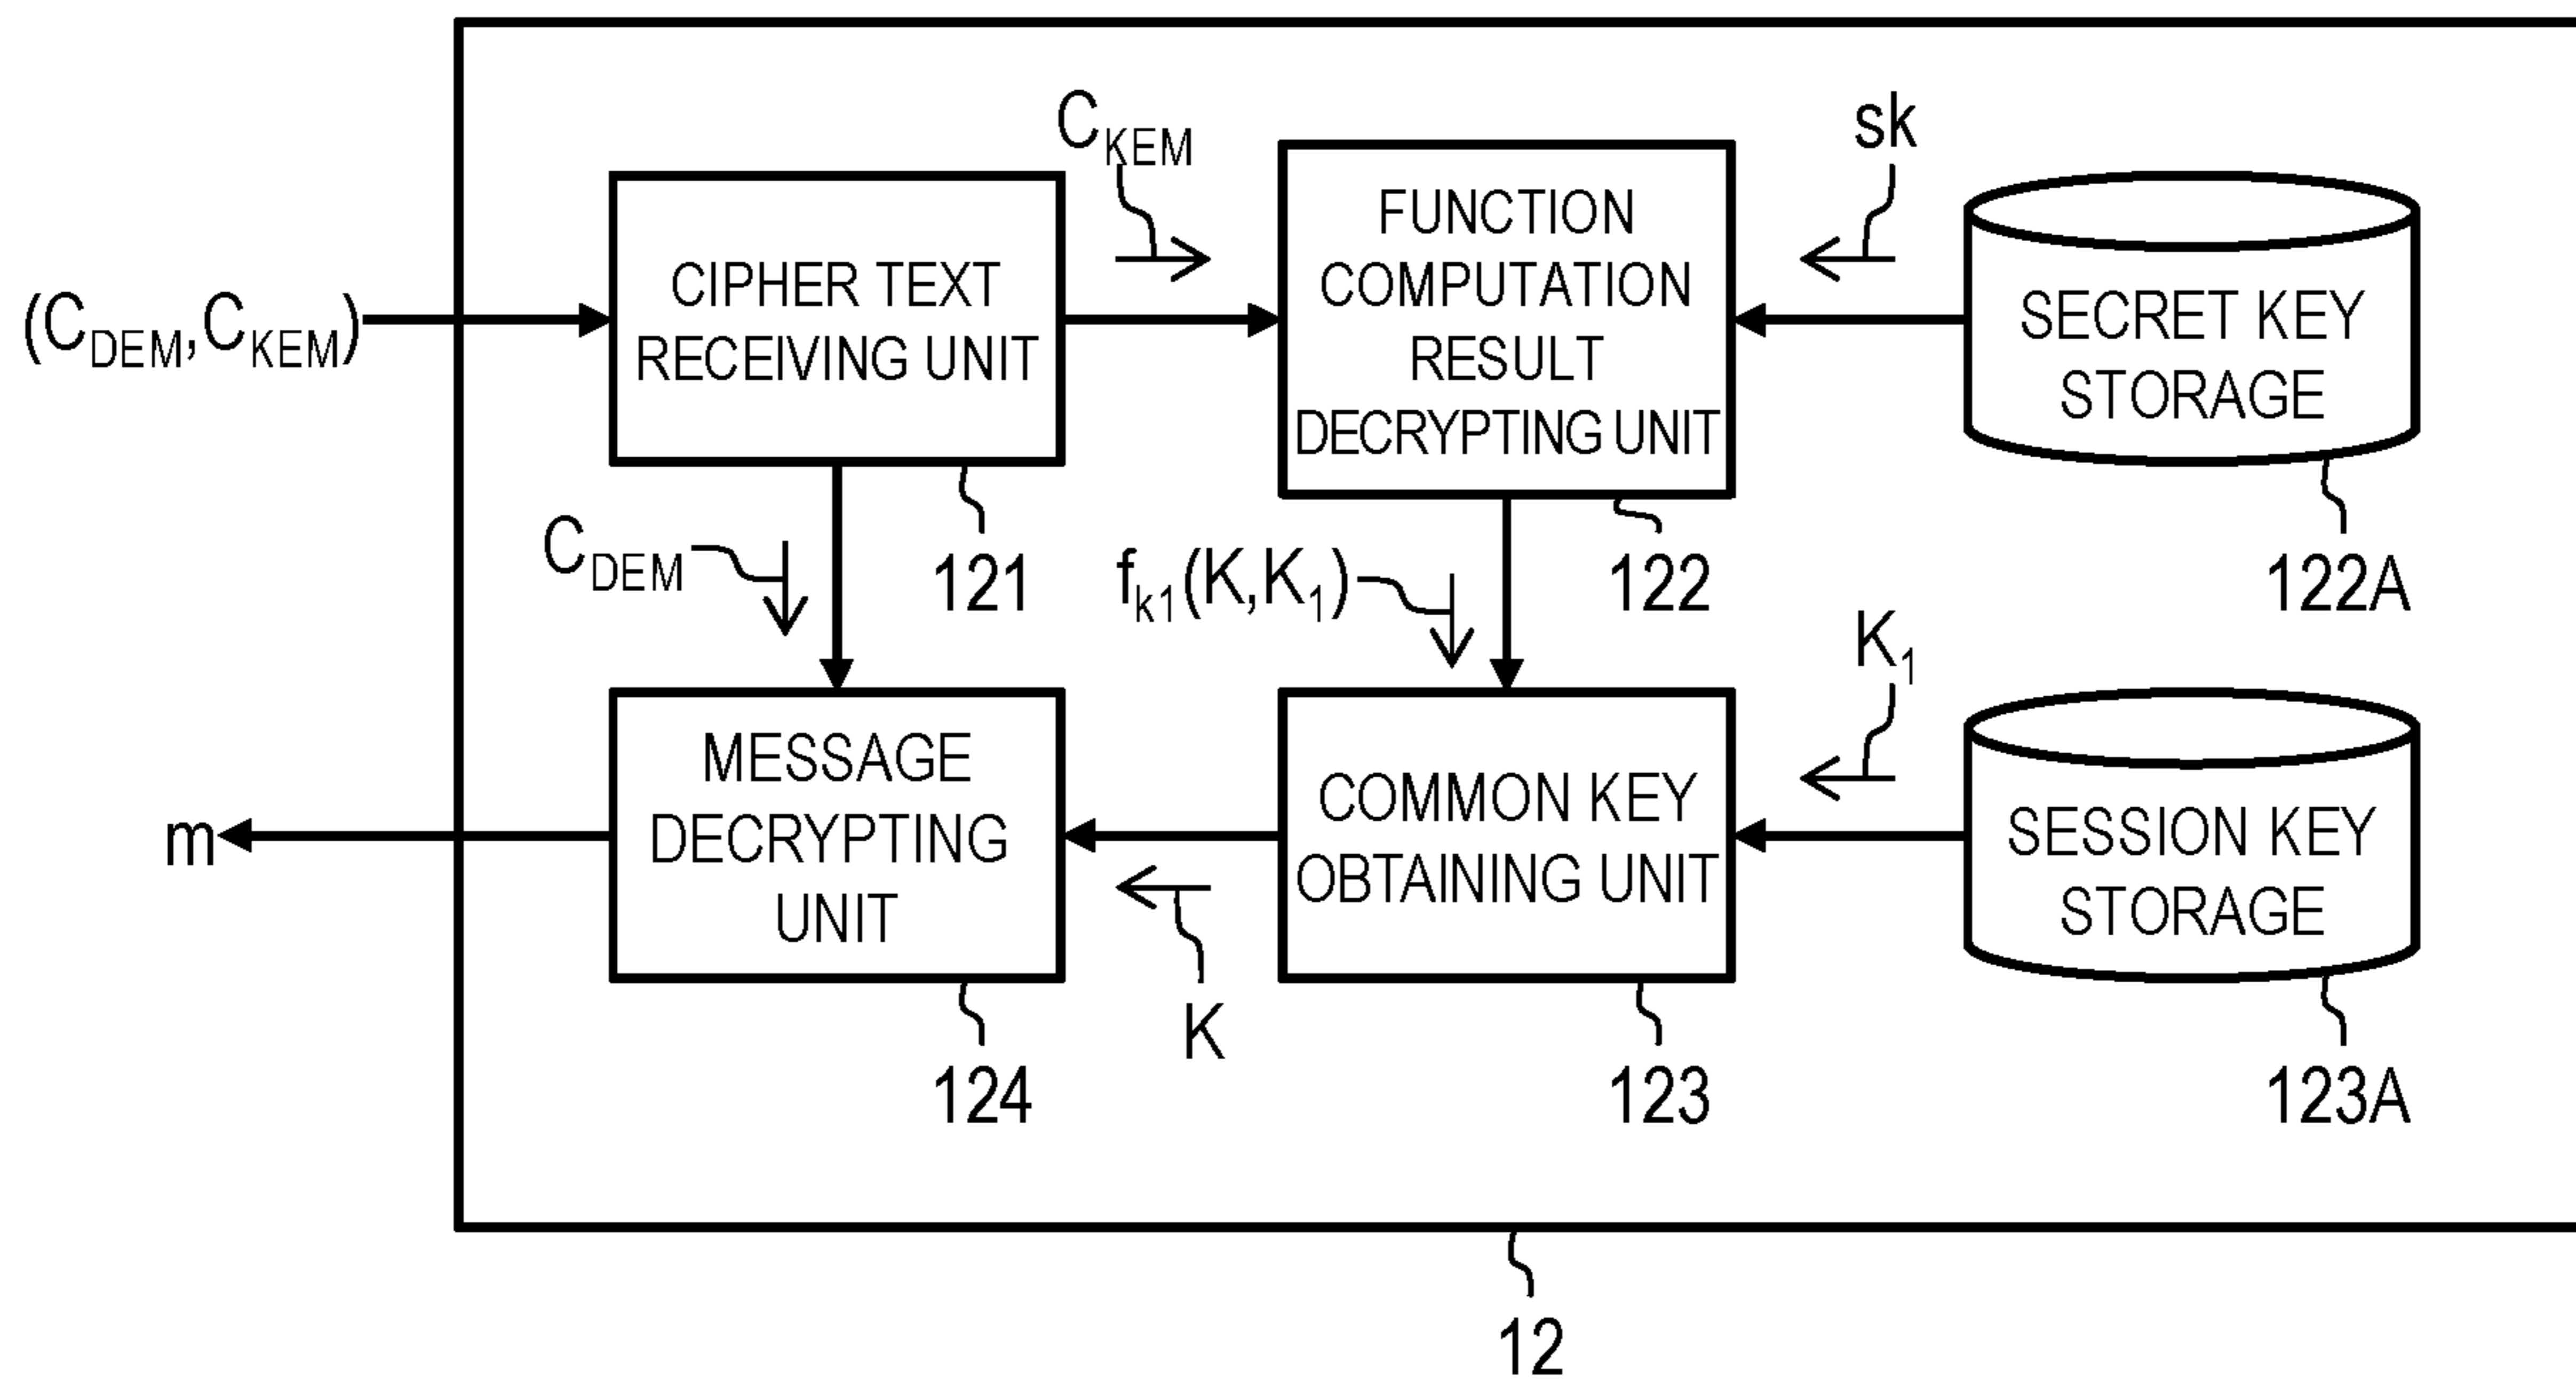 C_KEM
sk
(C_DEM,C_KEM)
CIPHER TEXT
RECEIVING UNIT
FUNCTION
COMPUTATION
RESULT
DECRYPTING UNIT
SECRET KEY
STORAGE
C_DEM
121
f_k1(K,K_1)
122
122A
K_1
m
MESSAGE
DECRYPTING
UNIT
COMMON KEY
OBTAINING UNIT
SESSION KEY
STORAGE
K
124
123
123A
12